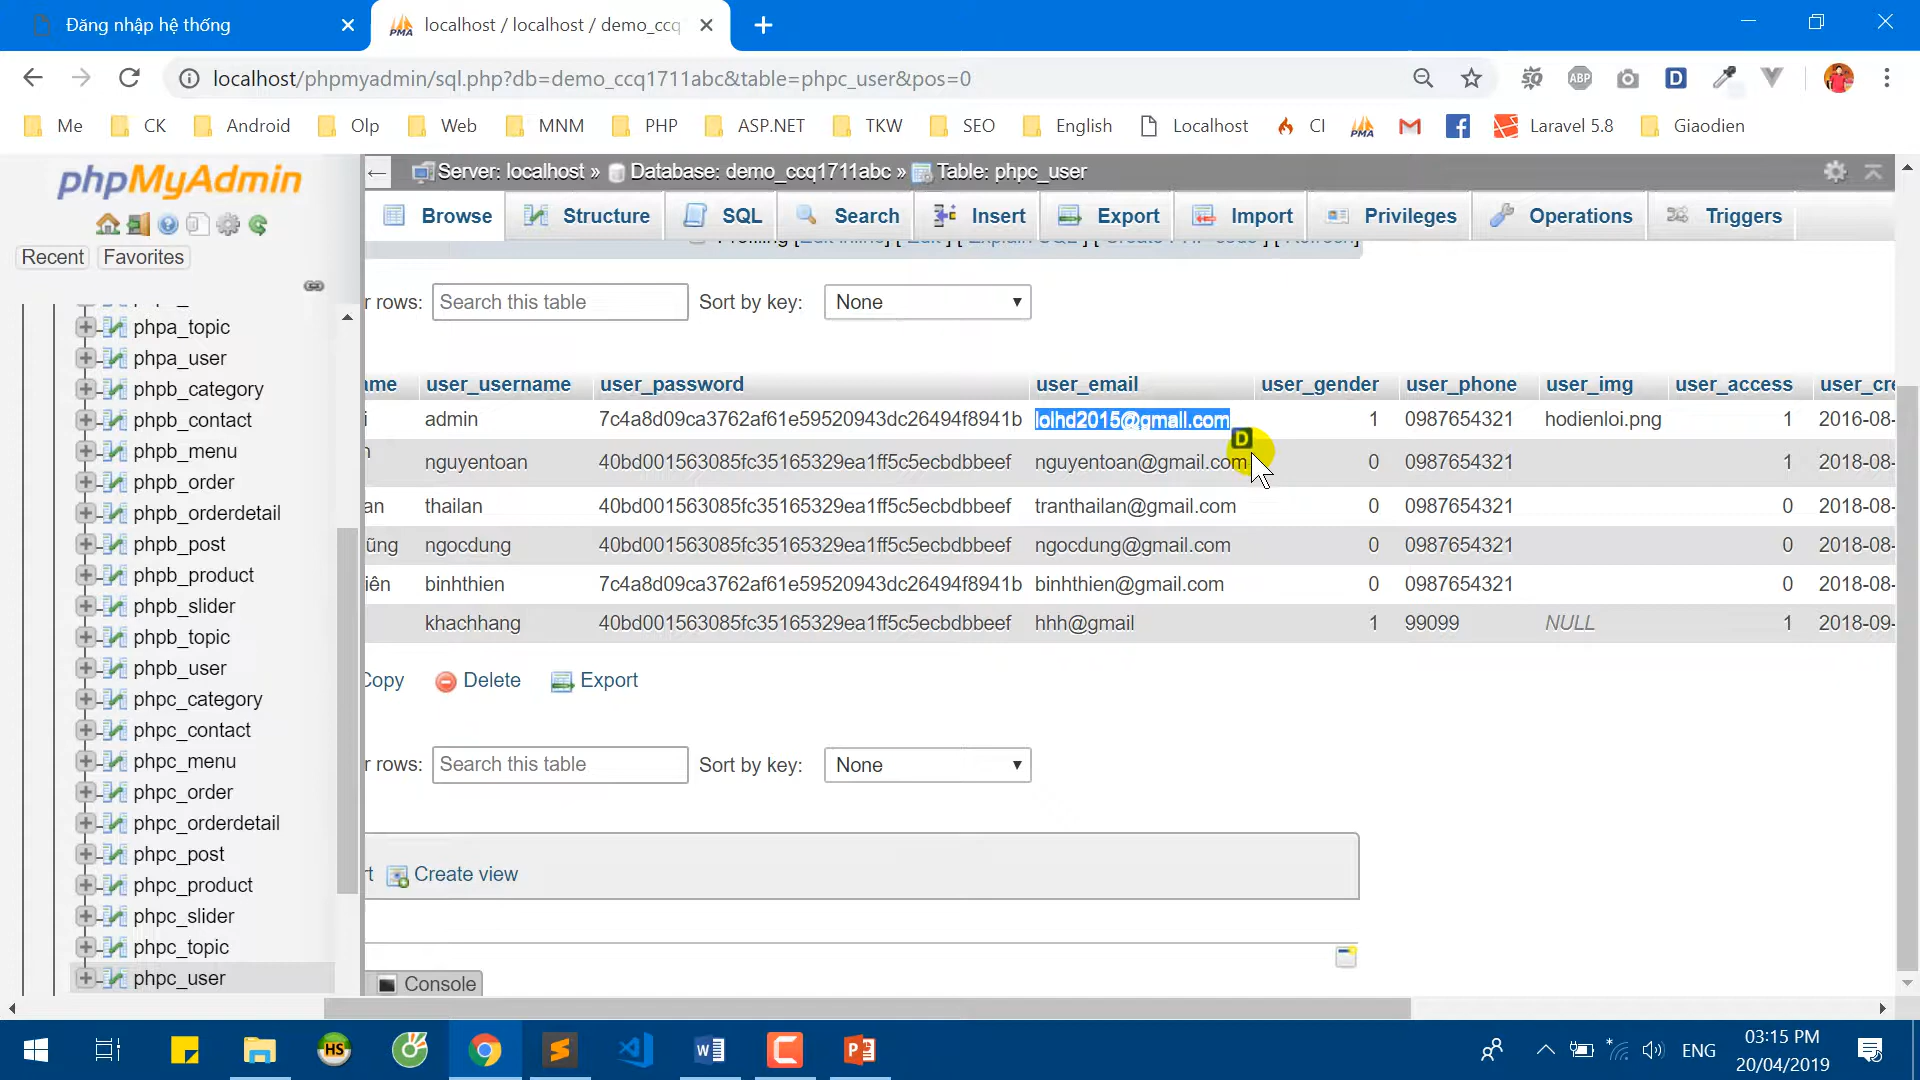 Đăng nhập hệ thống
localhost / localhost / demo_ccq
localhost/phpmyadmin/sql.php?db=demo_ccq1711abc&table=phpc_user&pos=0
Me CK Android Olp Web MNM PHP ASP.NET TKW SEO English Localhost CI Laravel 5.8 Giaodien
phpMyAdmin
Recent Favorites
phpa_topic
phpa_user
phpb_category
phpb_contact
phpb_menu
phpb_order
phpb_orderdetail
phpb_post
phpb_product
phpb_slider
phpb_topic
phpb_user
phpc_category
phpc_contact
phpc_menu
phpc_order
phpc_orderdetail
phpc_post
phpc_product
phpc_slider
phpc_topic
phpc_user
Server: localhost » Database: demo_ccq1711abc » Table: phpc_user
Browse Structure SQL Search Insert Export Import Privileges Operations Triggers
r rows: Search this table Sort by key: None
ame user_username user_password user_email user_gender user_phone user_img user_access user_cre
i admin 7c4a8d09ca3762af61e59520943dc26494f8941b lolhd2015@gmail.com 1 0987654321 hodienloi.png 1 2016-08-
n nguyentoan 40bd001563085fc35165329ea1ff5c5ecbdbbeef nguyentoan@gmail.com 0 0987654321 1 2018-08-
an thailan 40bd001563085fc35165329ea1ff5c5ecbdbbeef tranthailan@gmail.com 0 0987654321 0 2018-08-
ũng ngocdung 40bd001563085fc35165329ea1ff5c5ecbdbbeef ngocdung@gmail.com 0 0987654321 0 2018-08-
iên binhthien 7c4a8d09ca3762af61e59520943dc26494f8941b binhthien@gmail.com 0 0987654321 0 2018-08-
khachhang 40bd001563085fc35165329ea1ff5c5ecbdbbeef hhh@gmail 1 99099 NULL 1 2018-09-
Copy Delete Export
r rows: Search this table Sort by key: None
rt Create view
Console
ENG
03:15 PM
20/04/2019